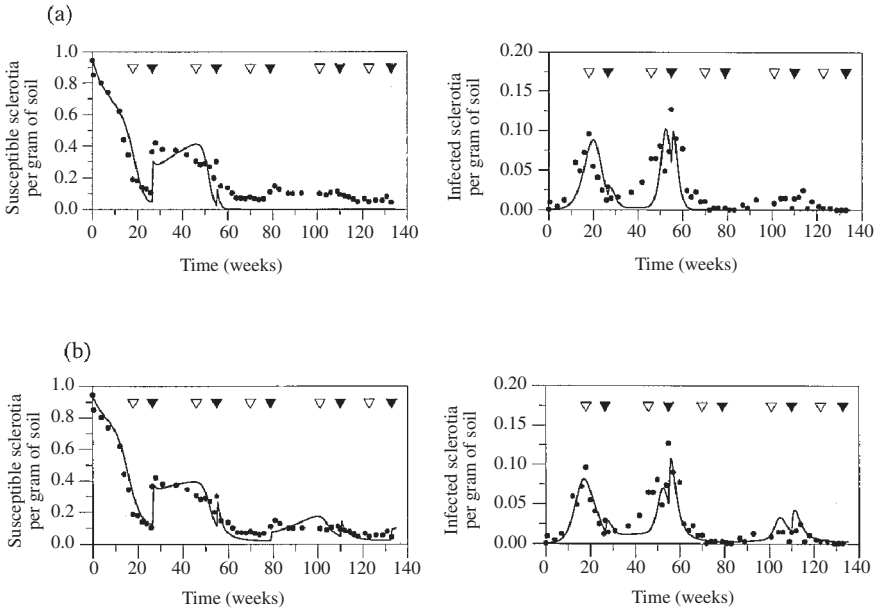 (a)
Susceptible sclerotia
per gram of soil
1.0
0.8
0.6
0.4
0.2
0.0
0 20 40 60 80 100 120 140
Time (weeks)
Infected sclerotia
per gram of soil
0.20
0.15
0.10
0.05
0.00
0 20 40 60 80 100 120 140
Time (weeks)
(b)
Susceptible sclerotia
per gram of soil
1.0
0.8
0.6
0.4
0.2
0.0
0 20 40 60 80 100 120 140
Time (weeks)
Infected sclerotia
per gram of soil
0.20
0.15
0.10
0.05
0.00
0 20 40 60 80 100 120 140
Time (weeks)